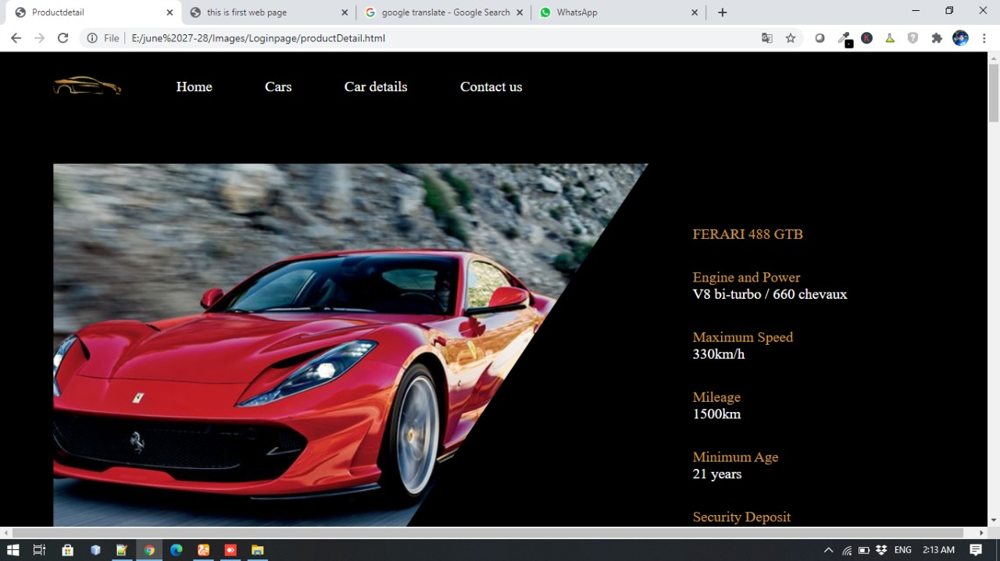 Productdetail
this is first web page
google translate - Google Search
WhatsApp
File
E:/june%2027-28/Images/Loginpage/productDetail.html
Home
Cars
Car details
Contact us
FERARI 488 GTB
Engine and Power
V8 bi-turbo / 660 chevaux
Maximum Speed
330km/h
Mileage
1500km
Minimum Age
21 years
Security Deposit
ENG
2:13 AM